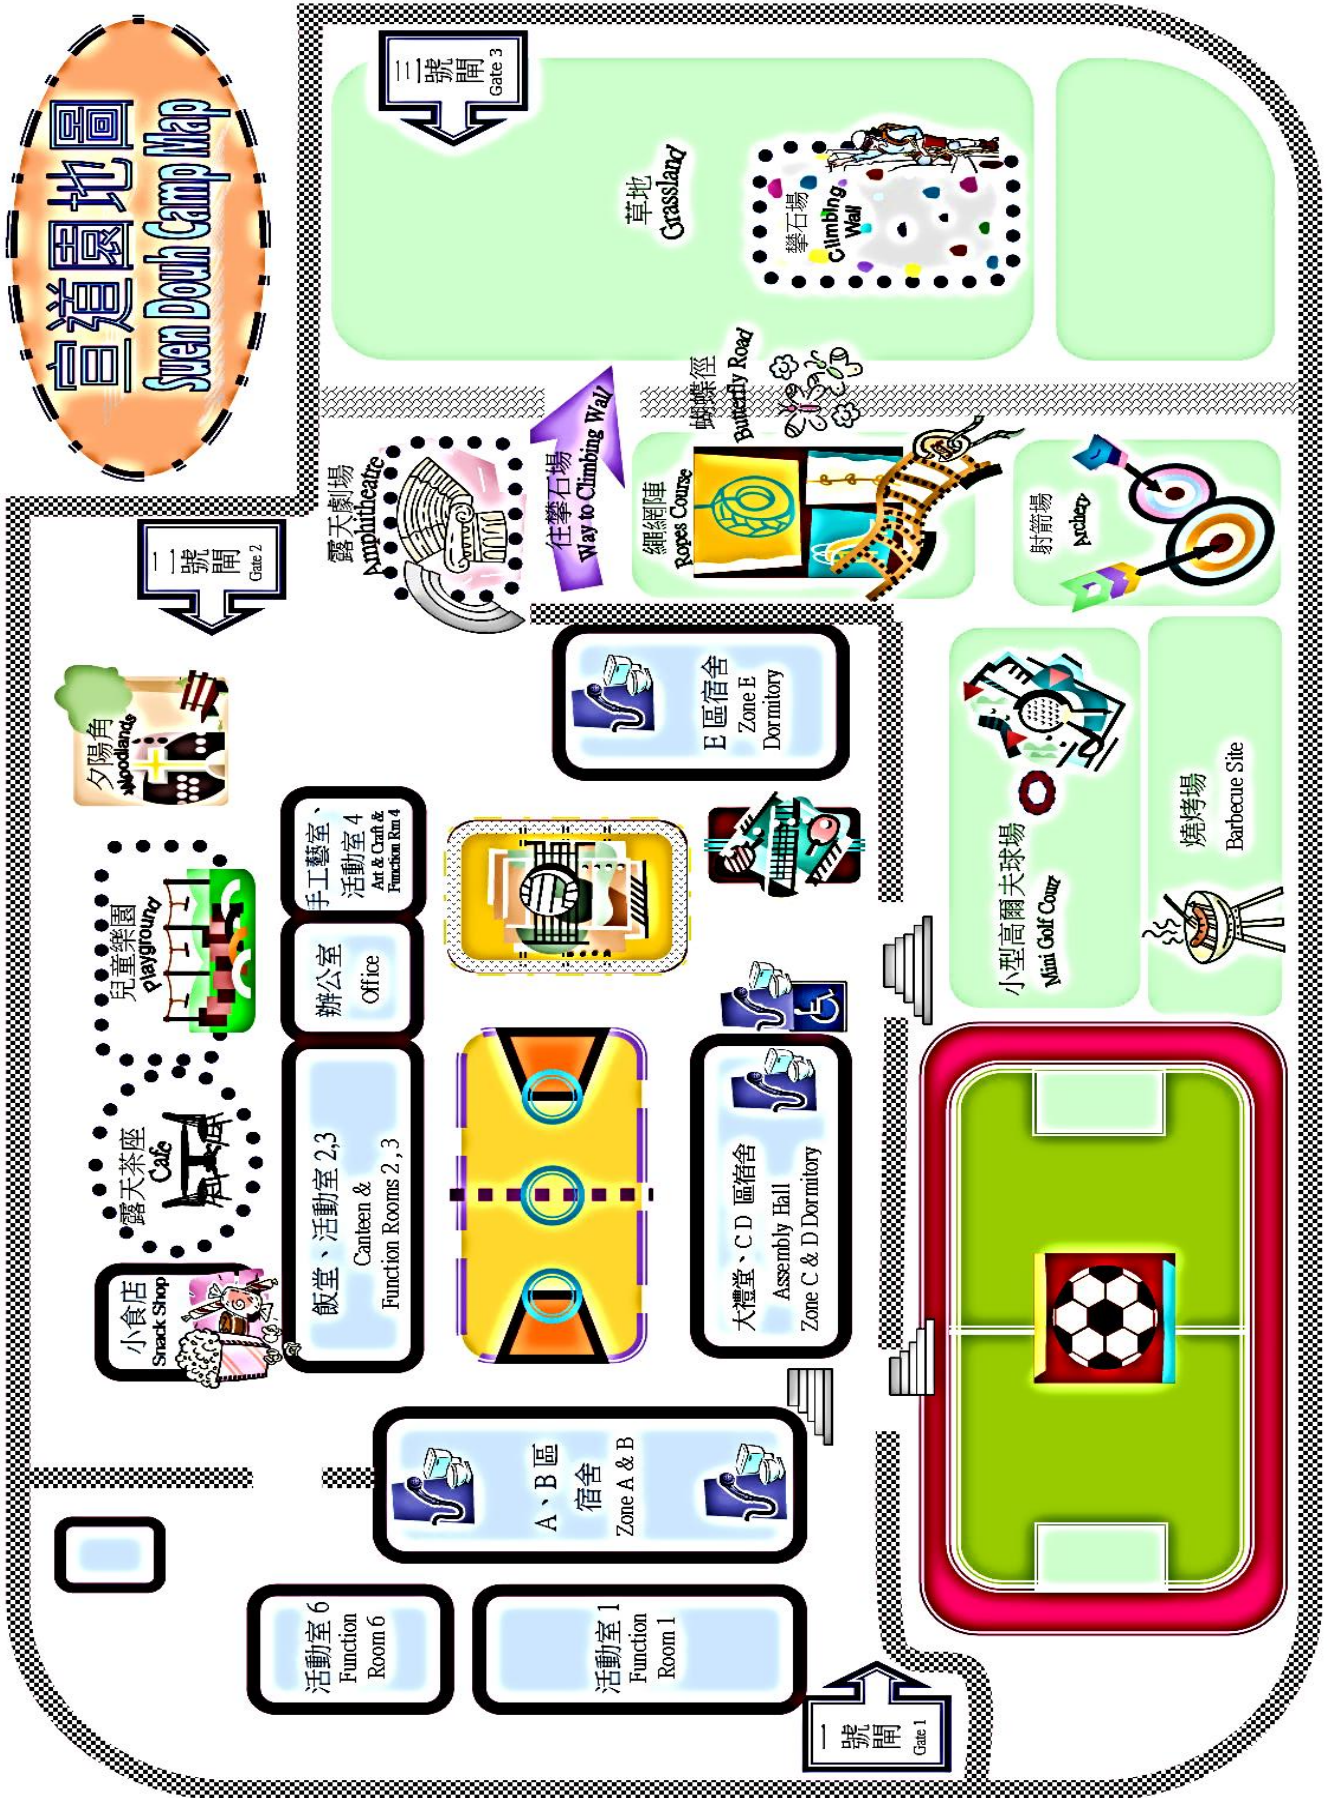 宣道園地圖
Suen Douh Camp Map
三號閘
Gate 3
草地
Grassland
攀石場
Climbing
Wall
蝴蝶徑
Butterfly Road
二號閘
Gate 2
露天劇場
Amphitheatre
往攀石場
Way to Climbing Wall
繩網陣
Ropes Course
射箭場
Archery
夕陽角
Woodlands
E 區宿舍
Zone E
Dormitory
兒童樂園
Playground
手工藝室、
活動室 4
Art & Craft &
Function Rm 4
辦公室
Office
小型高爾夫球場
Mini Golf Court
燒烤場
Barbecue Site
露天茶座
Cafe
小食店
Snack Shop
飯堂、活動室 2,3
Canteen &
Function Rooms 2 , 3
大禮堂、C D 區宿舍
Assembly Hall
Zone C & D Dormitory
A、B 區
宿舍
Zone A & B
活動室 6
Function
Room 6
活動室 1
Function
Room 1
一號閘
Gate 1